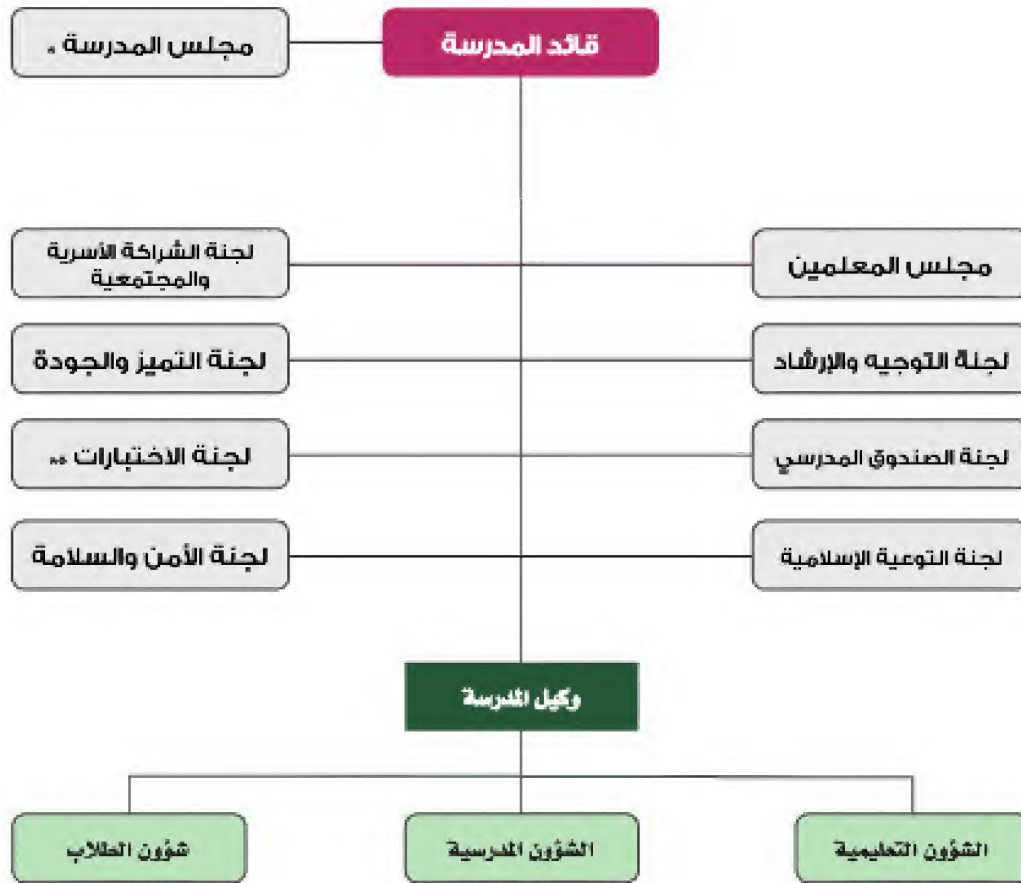 قائد المدرسة
مجلس المدرسة *
مجلس المعلمين
لجنة الشراكة الأسرية
والمجتمعية
لجنة التوجيه والإرشاد
لجنة التميز والجودة
لجنة الصندوق المدرسي
لجنة الاختبارات **
لجنة التوعية الإسلامية
لجنة الأمن والسلامة
وكيل المدرسة
الشؤون التعليمية
الشؤون المدرسية
شؤون الطلاب